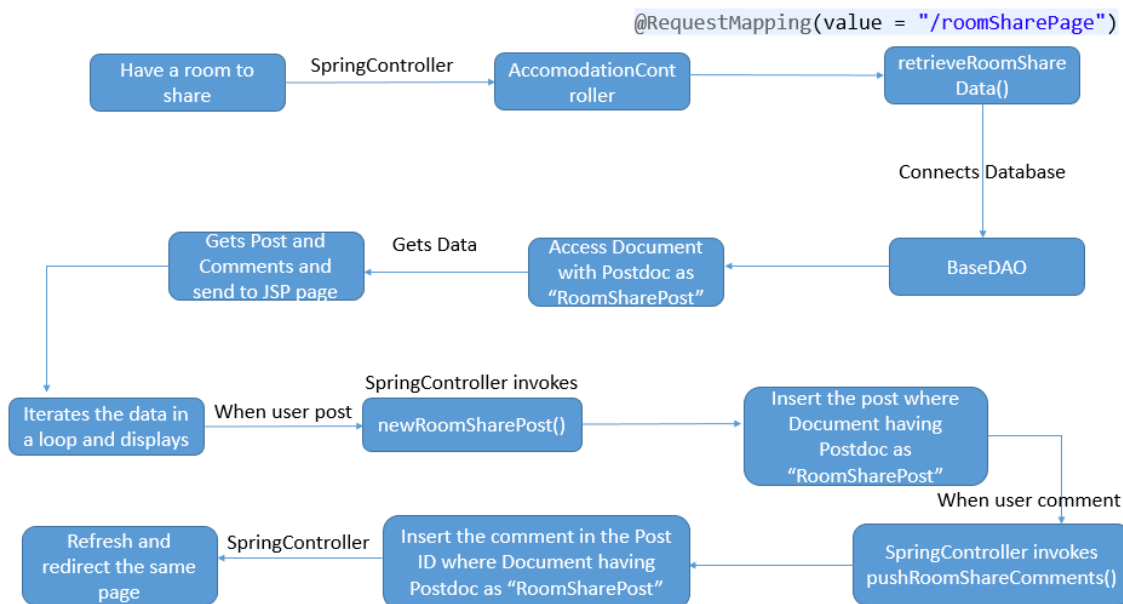 @RequestMapping(value = "/roomSharePage")
Have a room to
share
SpringController
AccomodationCont
roller
retrieveRoomShare
Data()
Connects Database
BaseDAO
Access Document
with Postdoc as
“RoomSharePost”
Gets Data
Gets Post and
Comments and
send to JSP page
Iterates the data in
a loop and displays
When user post
SpringController invokes
newRoomSharePost()
Insert the post where
Document having
Postdoc as
“RoomSharePost”
When user comment
SpringController invokes
pushRoomShareComments()
Insert the comment in the Post
ID where Document having
Postdoc as “RoomSharePost”
SpringController
Refresh and
redirect the same
page